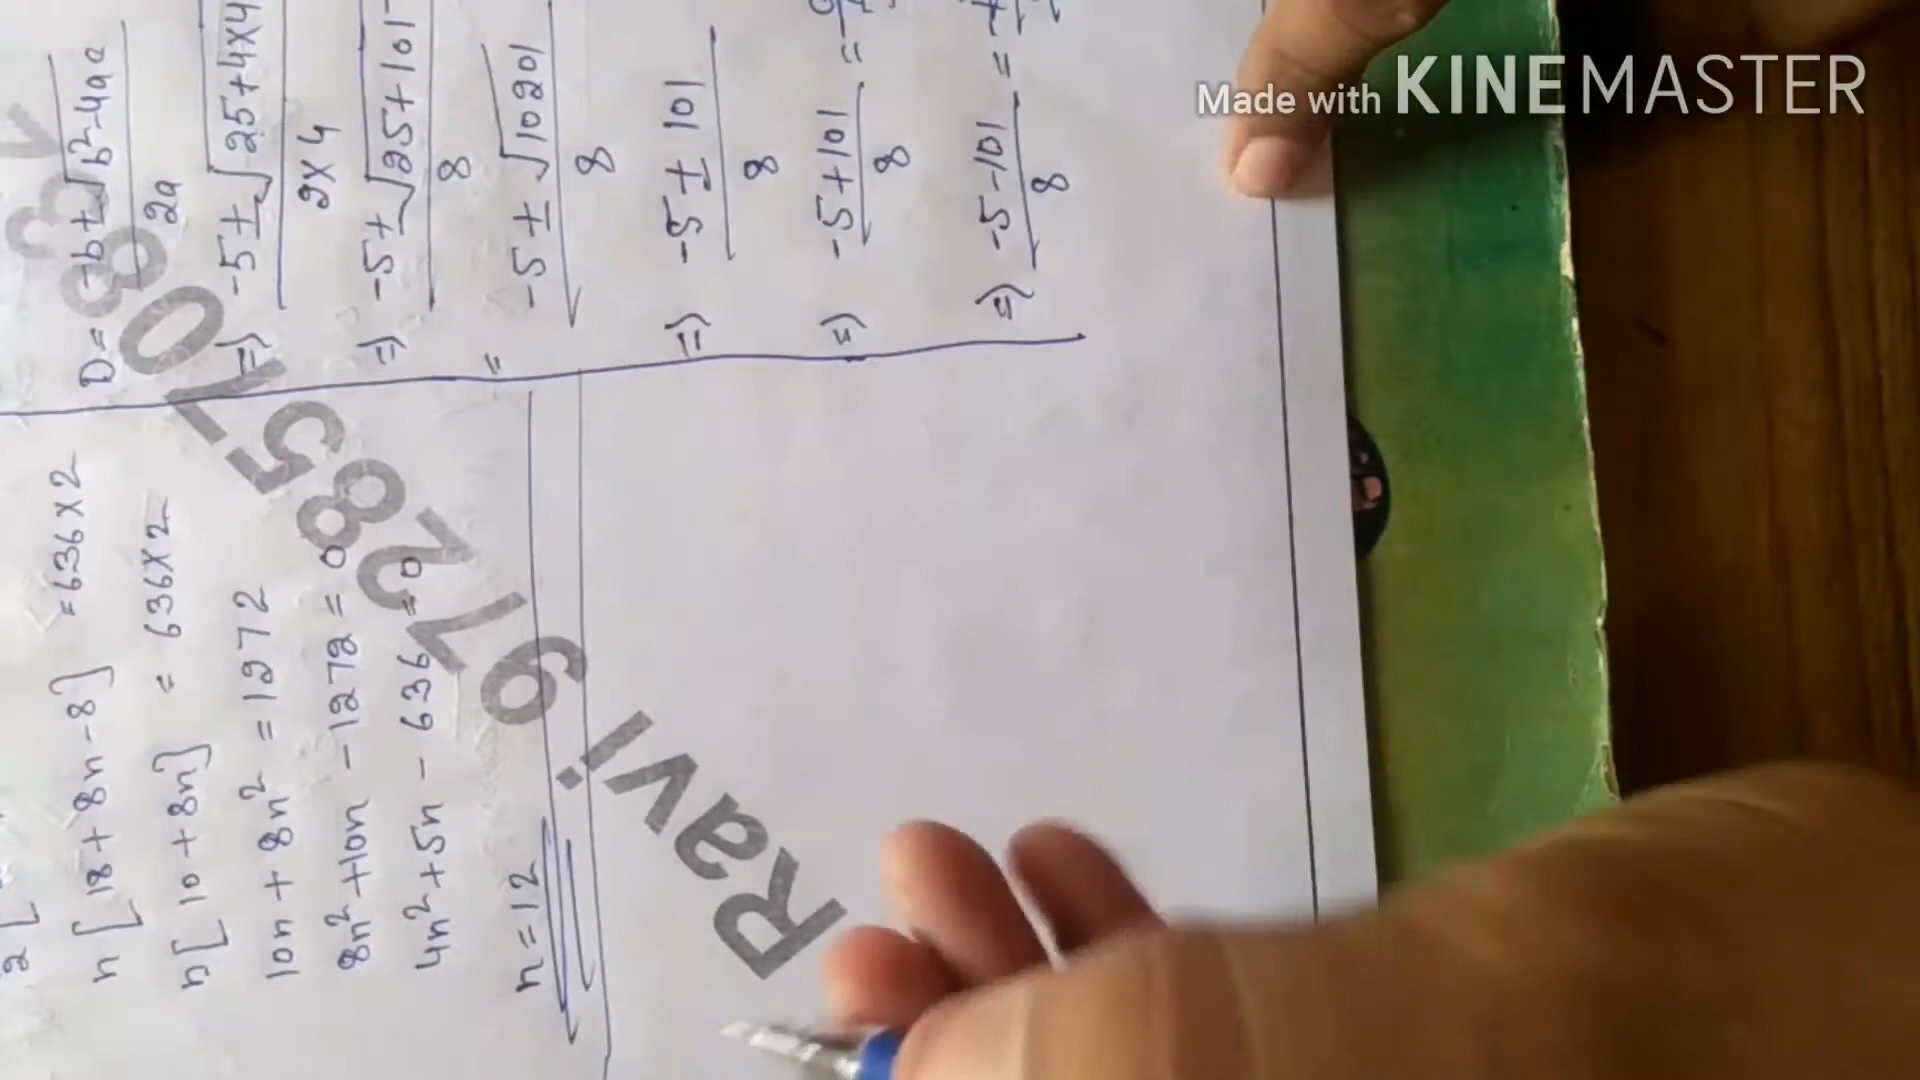 Made with KINEMASTER
n[18+8n-8] =636×2
n[10+8n] = 636×2
10n+8n²=1272
8n²+10n-1272=0
4n²+5n-636=0
n=12
D= -b±√b²-4ac
2a
=) -5±√25+4×4
2×4
=) -5±√25+101
8
= -5±√10201
8
=) -5±101
8
=) -5+101 =
8
=) -5-101 =
8
Ravi 97285708